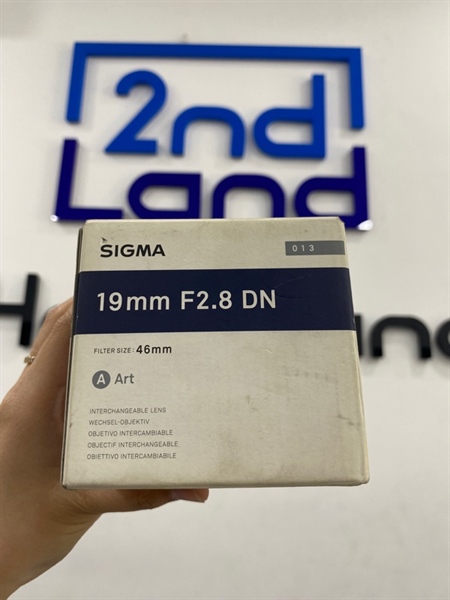 2nd
Land
SIGMA
013
19mm F2.8 DN
FILTER SIZE: 46mm
A Art
INTERCHANGEABLE LENS
WECHSEL-OBJEKTIV
OBJETIVO INTERCAMBIABLE
OBJECTIF INTERCHANGEABLE
OBIETTIVO INTERCAMBIABILE